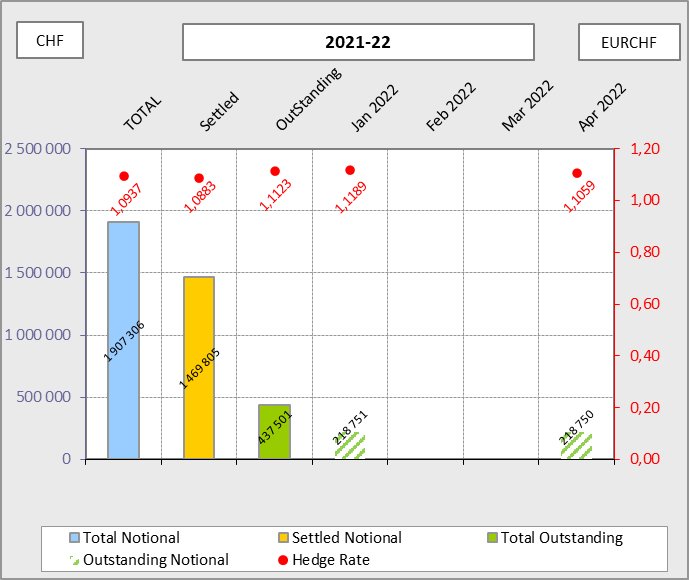 CHF 2021-22 EURCHF
TOTAL Settled OutStanding Jan 2022 Feb 2022 Mar 2022 Apr 2022
2 500 000 1,20
1,0937 1,0883 1,1123 1,1189 1,1059
1,00
2 000 000
0,80
1 500 000
0,60
1 000 000
1 907 306 1 469 805
0,40
500 000
0,20
437 501 218 751 218 750
0 0,00
Total Notional Settled Notional Total Outstanding
Outstanding Notional Hedge Rate